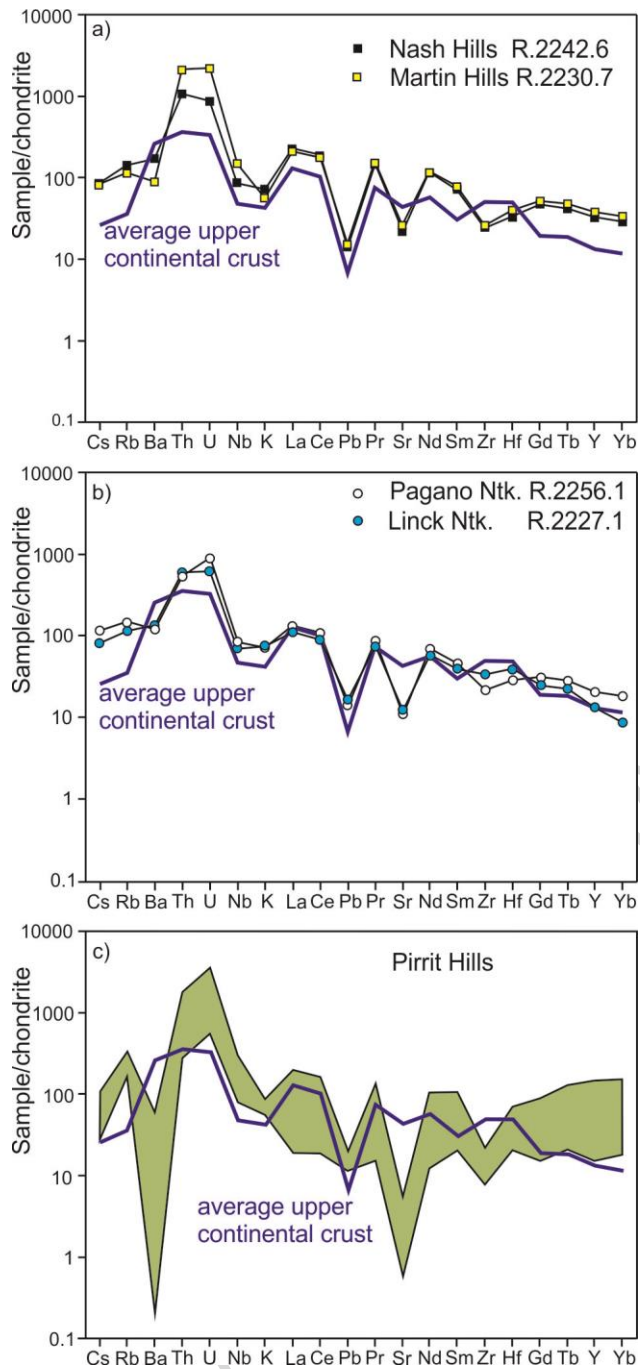 a)
Nash Hills R.2242.6
Martin Hills R.2230.7
Sample/chondrite
10000
1000
100
10
1
0.1
average upper
continental crust
Cs Rb Ba Th U Nb K La Ce Pb Pr Sr Nd Sm Zr Hf Gd Tb Y Yb
b)
Pagano Ntk. R.2256.1
Linck Ntk. R.2227.1
Sample/chondrite
10000
1000
100
10
1
0.1
average upper
continental crust
Cs Rb Ba Th U Nb K La Ce Pb Pr Sr Nd Sm Zr Hf Gd Tb Y Yb
c)
Pirrit Hills
Sample/chondrite
10000
1000
100
10
1
0.1
average upper
continental crust
Cs Rb Ba Th U Nb K La Ce Pb Pr Sr Nd Sm Zr Hf Gd Tb Y Yb